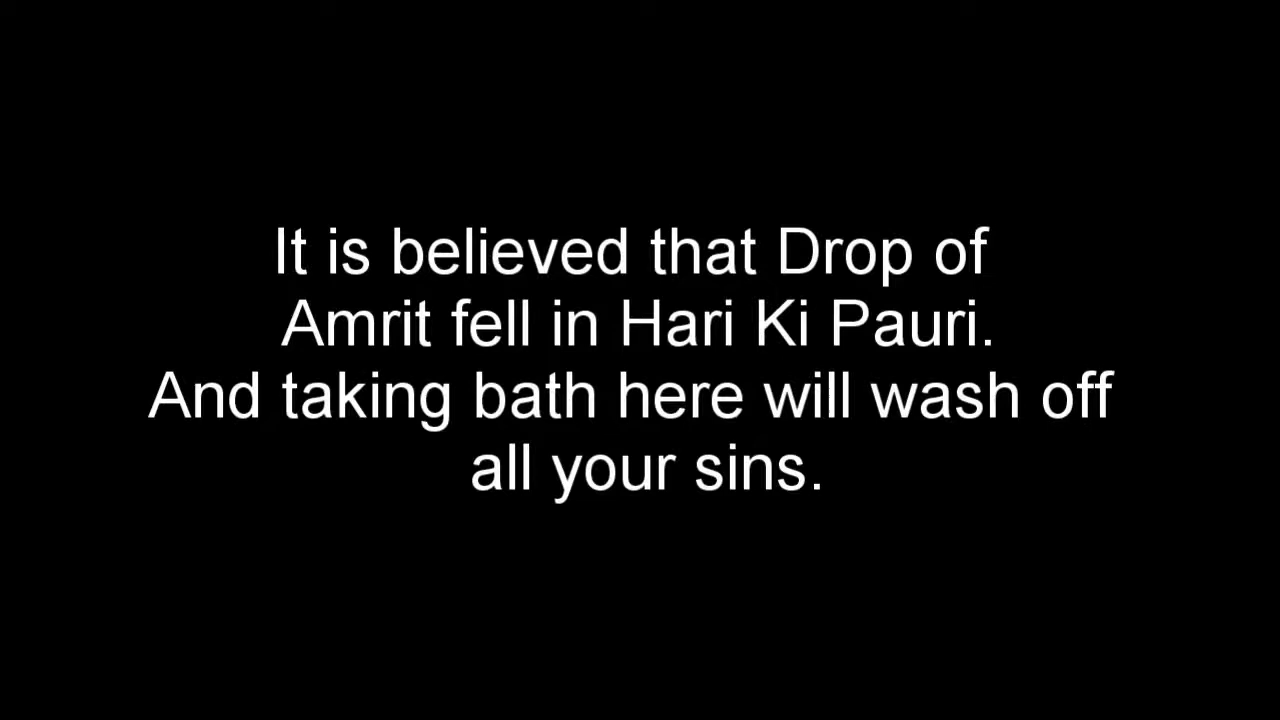 It is believed that Drop of
Amrit fell in Hari Ki Pauri.
And taking bath here will wash off
all your sins.